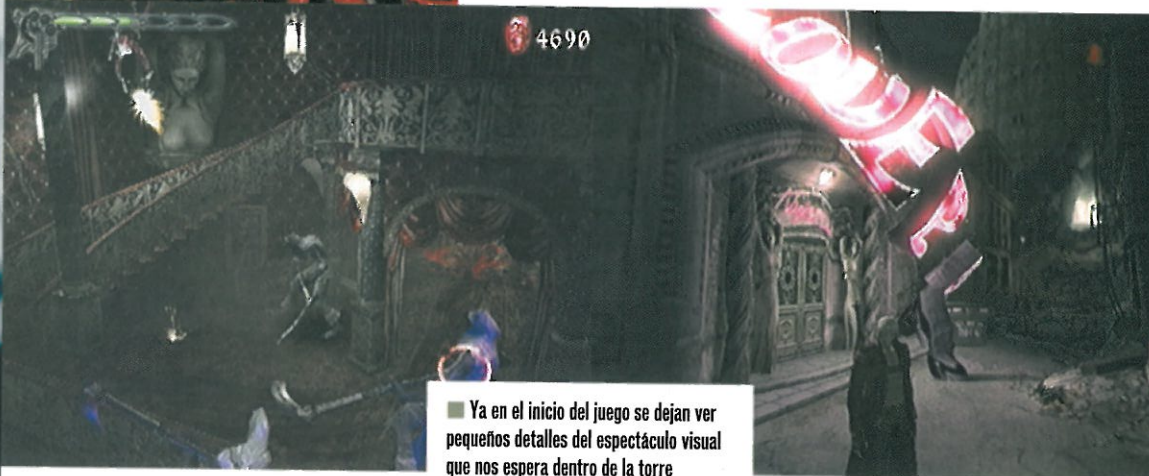 4690
Ya en el inicio del juego se dejan ver
pequeños detalles del espectáculo visual
que nos espera dentro de la torre